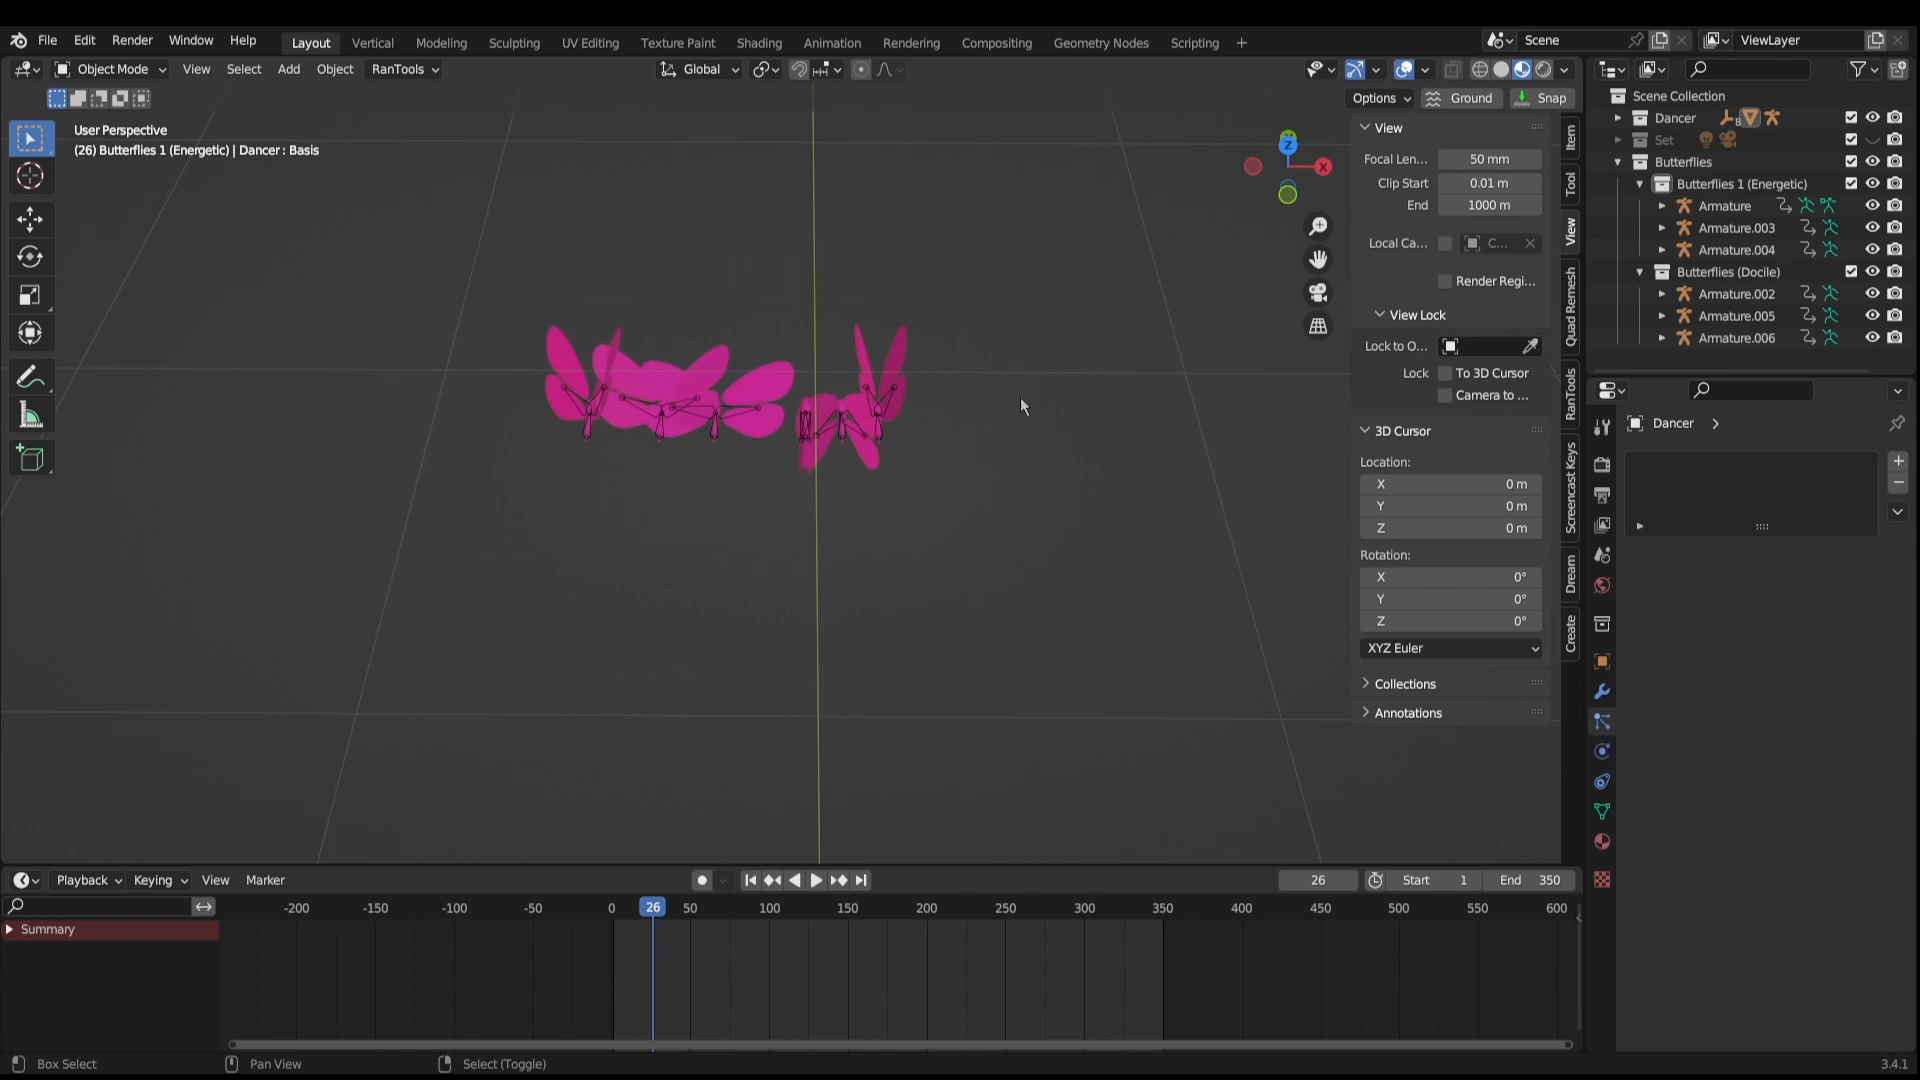 File Edit Render Window Help Layout Vertical Modeling Sculpting UV Editing Texture Paint Shading Animation Rendering Compositing Geometry Nodes Scripting + Scene ViewLayer
Object Mode View Select Add Object RanTools Global
Options Ground Snap
User Perspective
(26) Butterflies 1 (Energetic) | Dancer : Basis
Z
X
View
Focal Len... 50 mm
Clip Start 0.01 m
End 1000 m
Local Ca... C...
Render Regi...
View Lock
Lock to O...
Lock To 3D Cursor
Camera to ...
3D Cursor
Location:
X 0 m
Y 0 m
Z 0 m
Rotation:
X 0°
Y 0°
Z 0°
XYZ Euler
Collections
Annotations
Item
Tool
View
Quad Remesh
RanTools
Screencast Keys
Dream
Create
Scene Collection
Dancer 8
Set
Butterflies
Butterflies 1 (Energetic)
Armature
Armature.003
Armature.004
Butterflies (Docile)
Armature.002
Armature.005
Armature.006
Dancer
Playback Keying View Marker 26 Start 1 End 350
-200 -150 -100 -50 0 26 50 100 150 200 250 300 350 400 450 500 550 600
Summary
Box Select Pan View Select (Toggle) 3.4.1